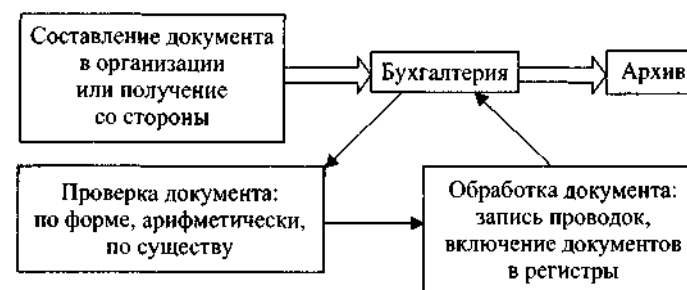 Составление документа
в организации
или получение
со стороны
Бухгалтерия
Архив
Проверка документа:
по форме, арифметически,
по существу
Обработка документа:
запись проводок,
включение документов
в регистры